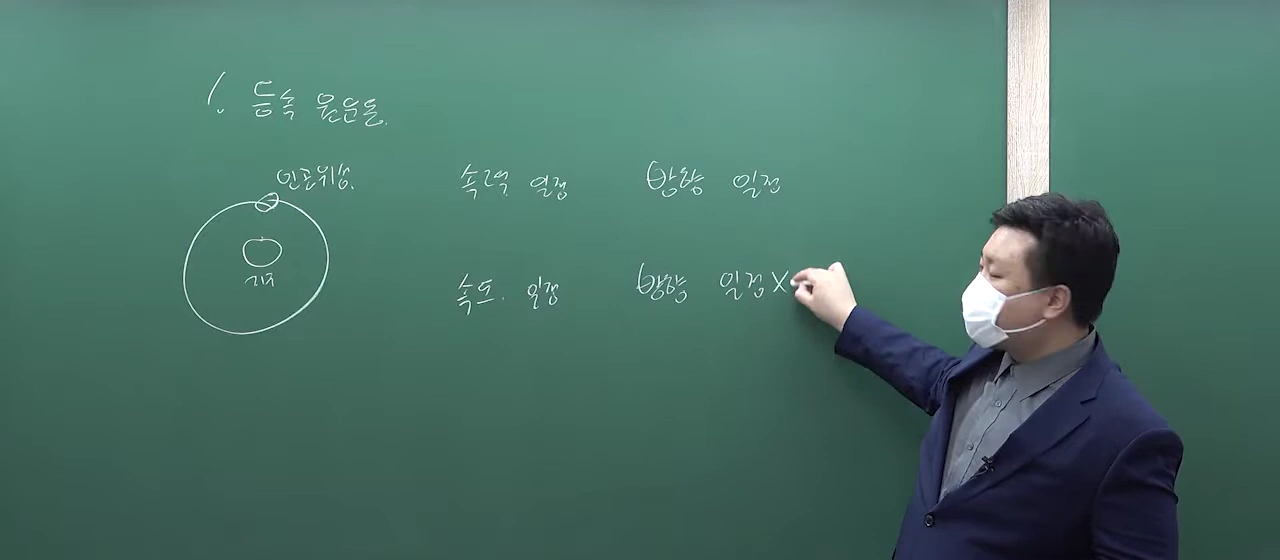 1. 등속 원운동.
인공위성.
지구
속력 일정 방향 일정
속도. 일정 방향 일정 X